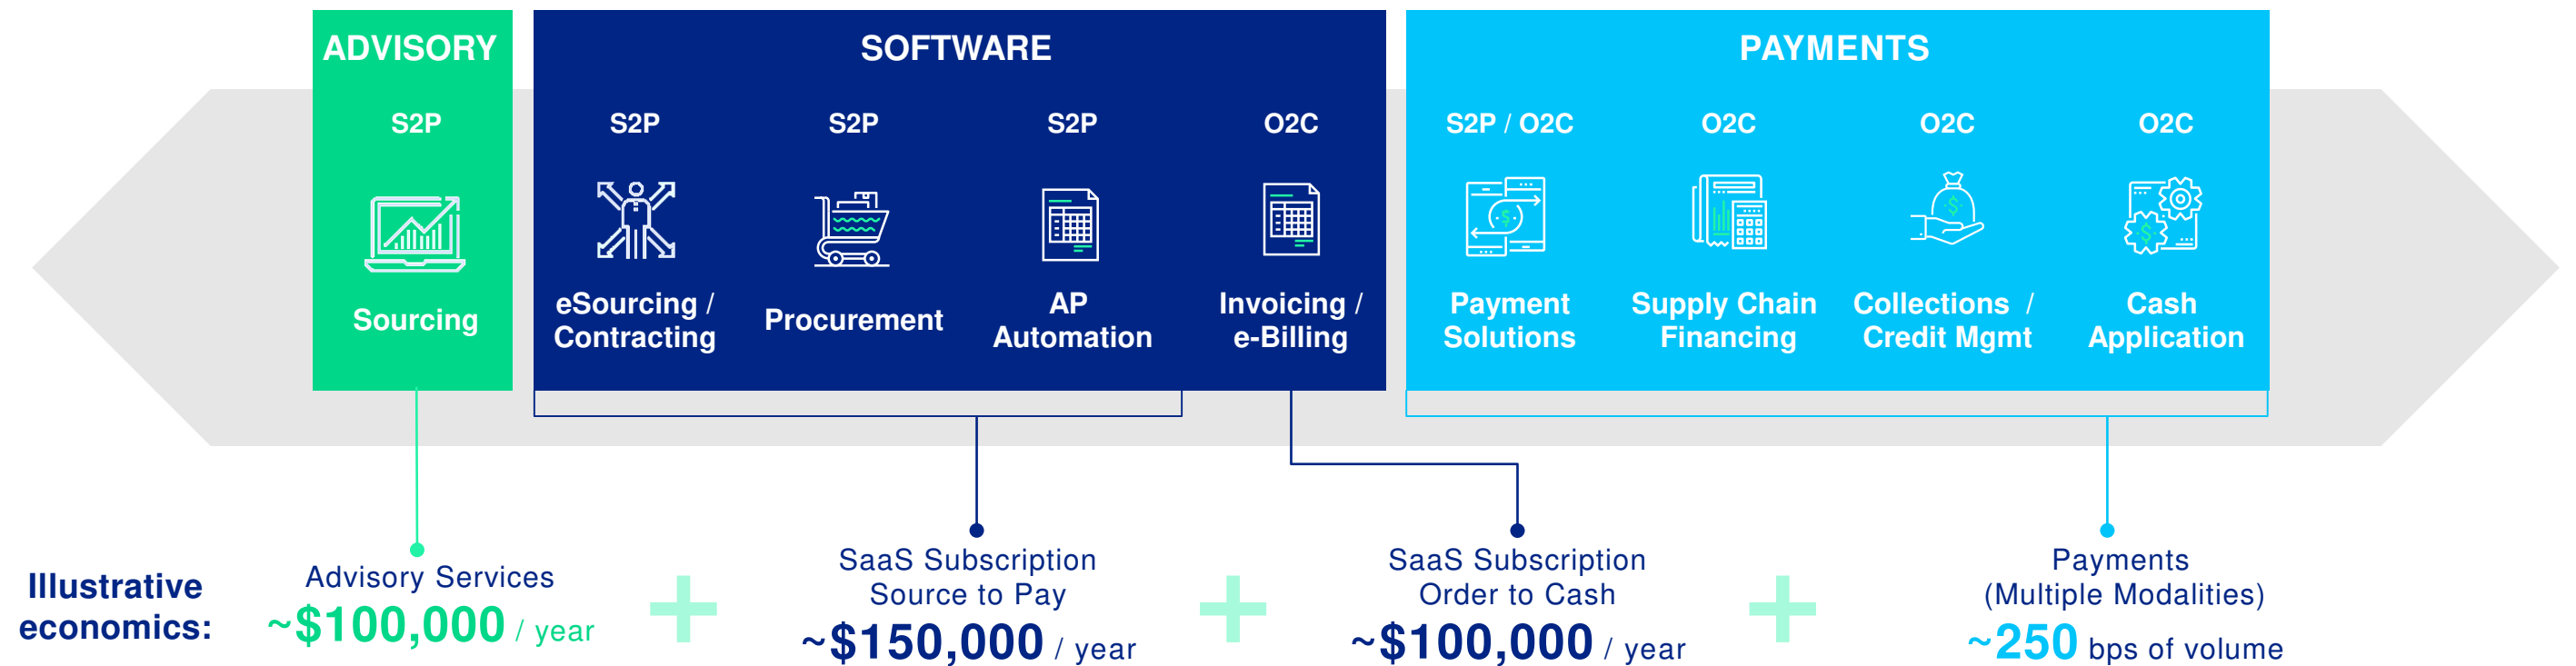 ADVISORY
S2P
Sourcing
SOFTWARE
S2P
eSourcing /
Contracting
S2P
Procurement
S2P
AP
Automation
O2C
Invoicing /
e-Billing
PAYMENTS
S2P / O2C
Payment
Solutions
O2C
Supply Chain
Financing
O2C
Collections /
Credit Mgmt
O2C
Cash
Application
Illustrative
economics:
Advisory Services
~$100,000 / year
+
SaaS Subscription
Source to Pay
~$150,000 / year
+
SaaS Subscription
Order to Cash
~$100,000 / year
+
Payments
(Multiple Modalities)
~250 bps of volume